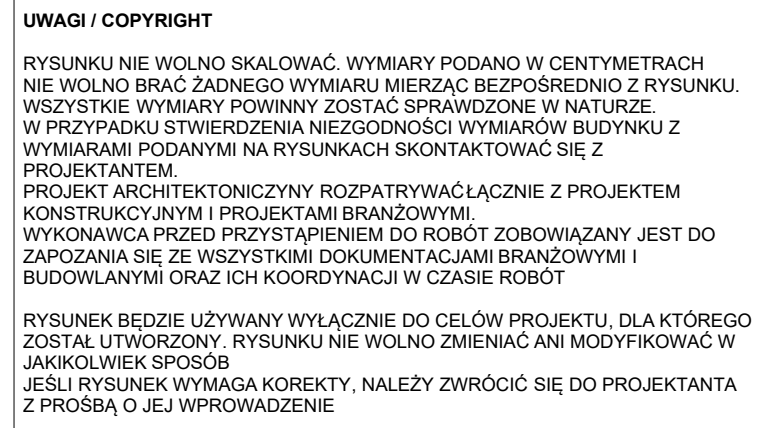 UWAGI / COPYRIGHT
RYSUNKU NIE WOLNO SKALOWAĆ. WYMIARY PODANO W CENTYMETRACH
NIE WOLNO BRAĆ ŻADNEGO WYMIARU MIERZĄC BEZPOŚREDNIO Z RYSUNKU.
WSZYSTKIE WYMIARY POWINNY ZOSTAĆ SPRAWDZONE W NATURZE.
W PRZYPADKU STWIERDZENIA NIEZGODNOŚCI WYMIARÓW BUDYNKU Z
WYMIARAMI PODANYMI NA RYSUNKACH SKONTAKTOWAĆ SIĘ Z
PROJEKTANTEM.
PROJEKT ARCHITEKTONICZYNY ROZPATRYWAĆ ŁĄCZNIE Z PROJEKTEM
KONSTRUKCYJNYM I PROJEKTAMI BRANŻOWYMI.
WYKONAWCA PRZED PRZYSTĄPIENIEM DO ROBÓT ZOBOWIĄZANY JEST DO
ZAPOZANIA SIĘ ZE WSZYSTKIMI DOKUMENTACJAMI BRANŻOWYMI I
BUDOWLANYMI ORAZ ICH KOORDYNACJI W CZASIE ROBÓT
RYSUNEK BĘDZIE UŻYWANY WYŁĄCZNIE DO CELÓW PROJEKTU, DLA KTÓREGO
ZOSTAŁ UTWORZONY. RYSUNKU NIE WOLNO ZMIENIAĆ ANI MODYFIKOWAĆ W
JAKIKOLWIEK SPOSÓB
JEŚLI RYSUNEK WYMAGA KOREKTY, NALEŻY ZWRÓCIĆ SIĘ DO PROJEKTANTA
Z PROŚBĄ O JEJ WPROWADZENIE